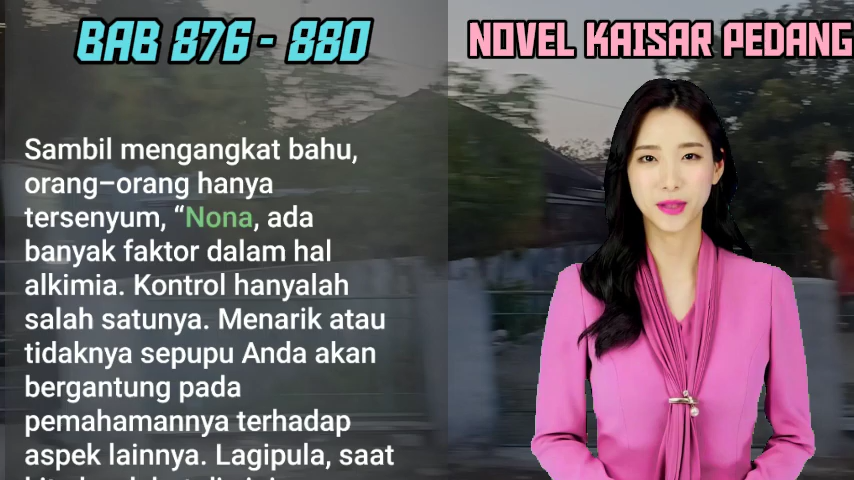 BAB 876 - 880
NOVEL KAISAR PEDANG
Sambil mengangkat bahu,
orang–orang hanya
tersenyum, “Nona, ada
banyak faktor dalam hal
alkimia. Kontrol hanyalah
salah satunya. Menarik atau
tidaknya sepupu Anda akan
bergantung pada
pemahamannya terhadap
aspek lainnya. Lagipula, saat